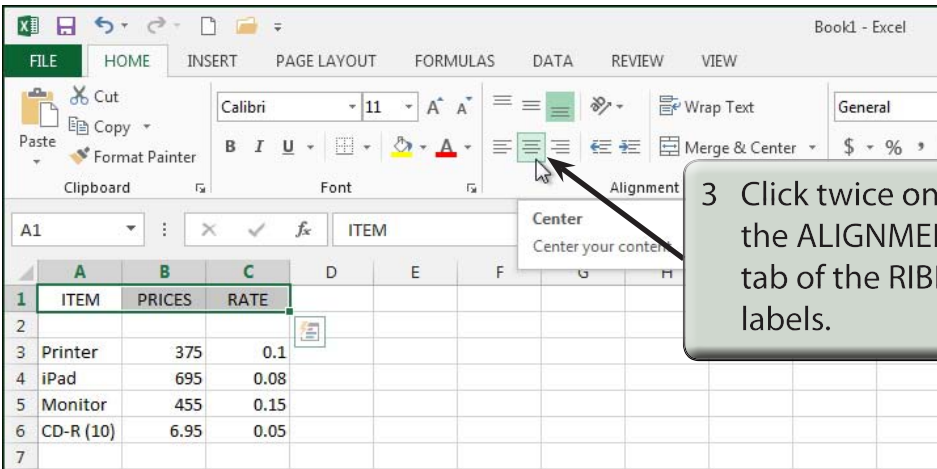 Book1 - Excel
FILE HOME INSERT PAGE LAYOUT FORMULAS DATA REVIEW VIEW
Cut
Copy
Format Painter
Paste
Clipboard
Calibri 11 A A
B I U A
Font
Wrap Text
Merge & Center
Alignment
General
$ % ,
A1 fx ITEM
Center
Center your content
3 Click twice on
the ALIGNME
tab of the RIB
labels.
A B C D E F G H
1 ITEM PRICES RATE
2
3 Printer 375 0.1
4 iPad 695 0.08
5 Monitor 455 0.15
6 CD-R (10) 6.95 0.05
7